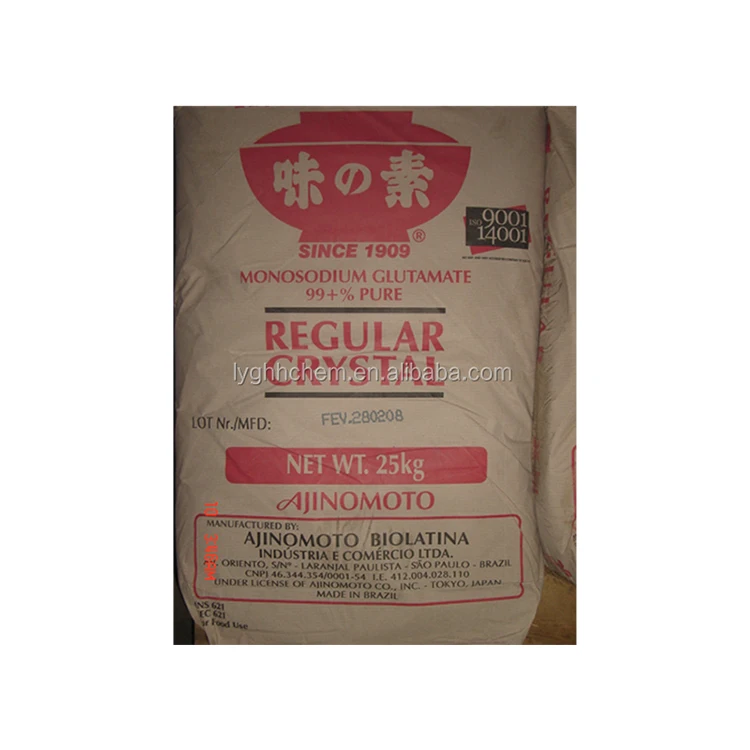 味の素
®
SINCE 1909
ISO 9001
14001
MONOSODIUM GLUTAMATE
99+% PURE
REGULAR
CRYSTAL
lyghhchem.en.alibaba.com
LOT Nr./MFD:
FEV.280208
NET WT. 25kg
AJINOMOTO
MANUFACTURED BY:
AJINOMOTO BIOLATINA
INDÚSTRIA E COMÉRCIO LTDA.
ORIENTO, S/Nº - LARANJAL PAULISTA - SÃO PAULO - BRAZIL
CNPJ 46.344.354/0001-54 I.E. 412.004.028.110
UNDER LICENSE OF AJINOMOTO CO., INC. - TOKYO, JAPAN
MADE IN BRAZIL
INS 621
EC 621
or Food Use